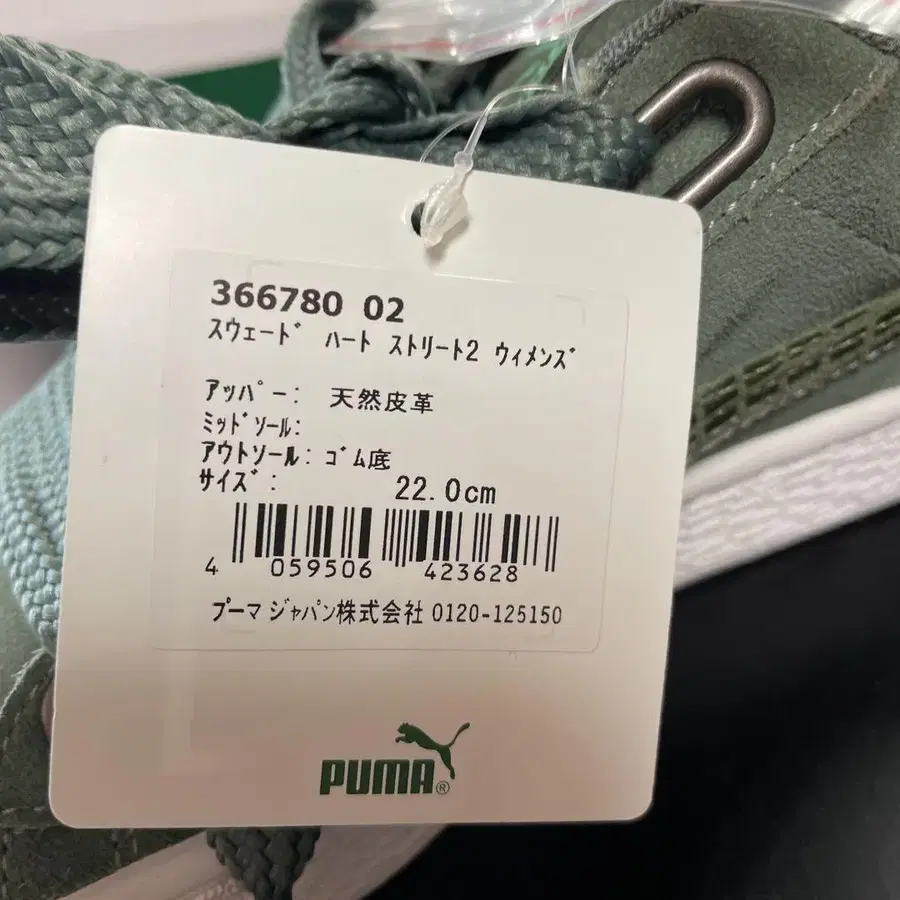 366780 02
スウェード ハート ストリート2 ウィメンズ
アッパー: 天然皮革
ミッドソール:
アウトソール: ゴム底
サイズ: 22.0cm
4 059506 423628
プーマ ジャパン株式会社 0120-125150
PUMA®